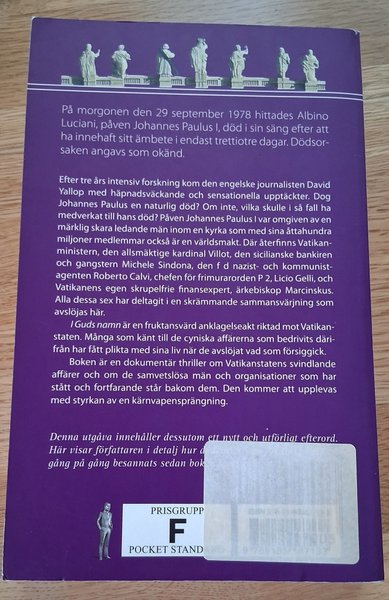 På morgonen den 29 september 1978 hittades Albino
Luciani, påven Johannes Paulus I, död i sin säng efter att
ha innehaft sitt ämbete i endast trettiotre dagar. Dödsor-
saken angavs som okänd.
Efter tre års intensiv forskning kom den engelske journalisten David
Yallop med häpnadsväckande och sensationella upptäckter. Dog
Johannes Paulus en naturlig död? Om inte, vilka skulle i så fall ha
medverkat till hans död? Påven Johannes Paulus I var omgiven av en
märklig skara ledande män inom en kyrka som med sina åttahundra
miljoner medlemmar också är en världsmakt. Där återfinns Vatikan-
ministern, den allsmäktige kardinal Villot, den sicilianske bankiren
och gangstern Michele Sindona, den f d nazist- och kommunist-
agenten Roberto Calvi, chefen för frimurarorden P 2, Licio Gelli, och
Vatikanens egen skrupelfrie finansexpert, ärkebiskop Marcinskus.
Alla dessa sex har deltagit i en skrämmande sammansvärjning som
avslöjas här.
I Guds namn är en fruktansvärd anklagelseakt riktad mot Vatikan-
staten. Många som känt till de cyniska affärerna som bedrivits däri-
från har fått plikta med sina liv när de avslöjat vad som försiggick.
Boken är en dokumentär thriller om Vatikanstatens svindlande
affärer och om de samvetslösa män och organisationer som har
stått och fortfarande står bakom dem. Den kommer att upplevas
med styrkan av en kärnvapensprängning.
Denna utgåva innehåller dessutom ett nytt och utförligt efterord.
Här visar författaren i detalj hur
gång på gång besannats sedan bok
PRISGRUPP
F
POCKET STAND